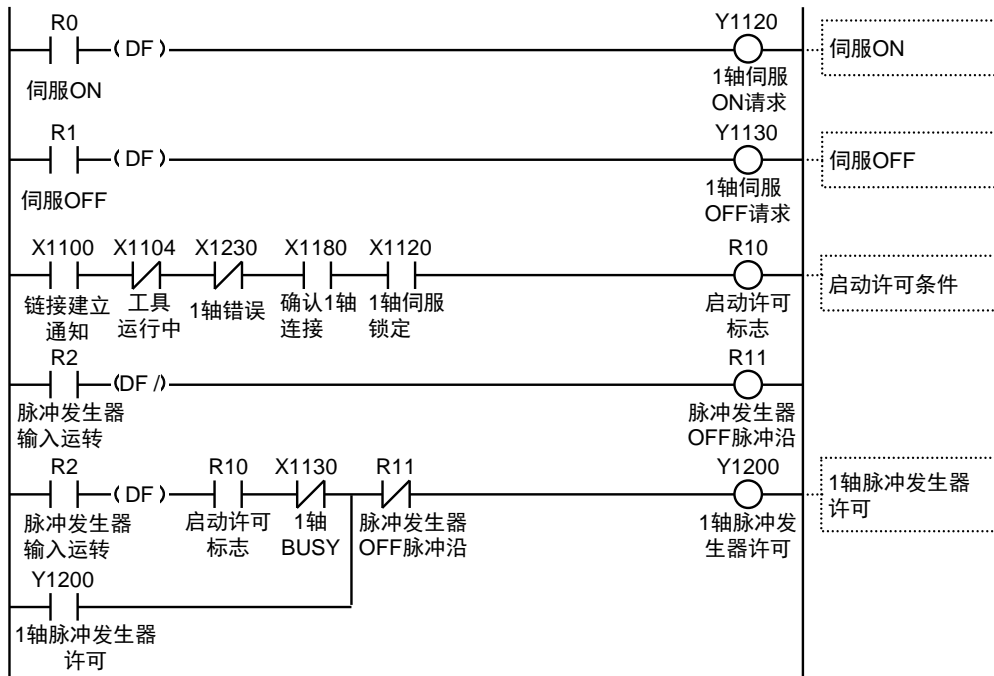 R0
Y1120
( DF )
伺服ON
伺服ON
1轴伺服
ON请求
R1
Y1130
( DF )
伺服OFF
伺服OFF
1轴伺服
OFF请求
X1100 X1104 X1230 X1180 X1120
R10
链接建立
通知
工具
运行中
1轴错误
确认1轴
连接
1轴伺服
锁定
启动许可
标志
启动许可条件
R2
R11
(DF /)
脉冲发生器
输入运转
脉冲发生器
OFF脉冲沿
R2
R10 X1130 R11
Y1200
( DF )
脉冲发生器
输入运转
启动许可
标志
1轴
BUSY
脉冲发生器
OFF脉冲沿
1轴脉冲发
生器许可
1轴脉冲发生器
许可
Y1200
1轴脉冲发生器
许可